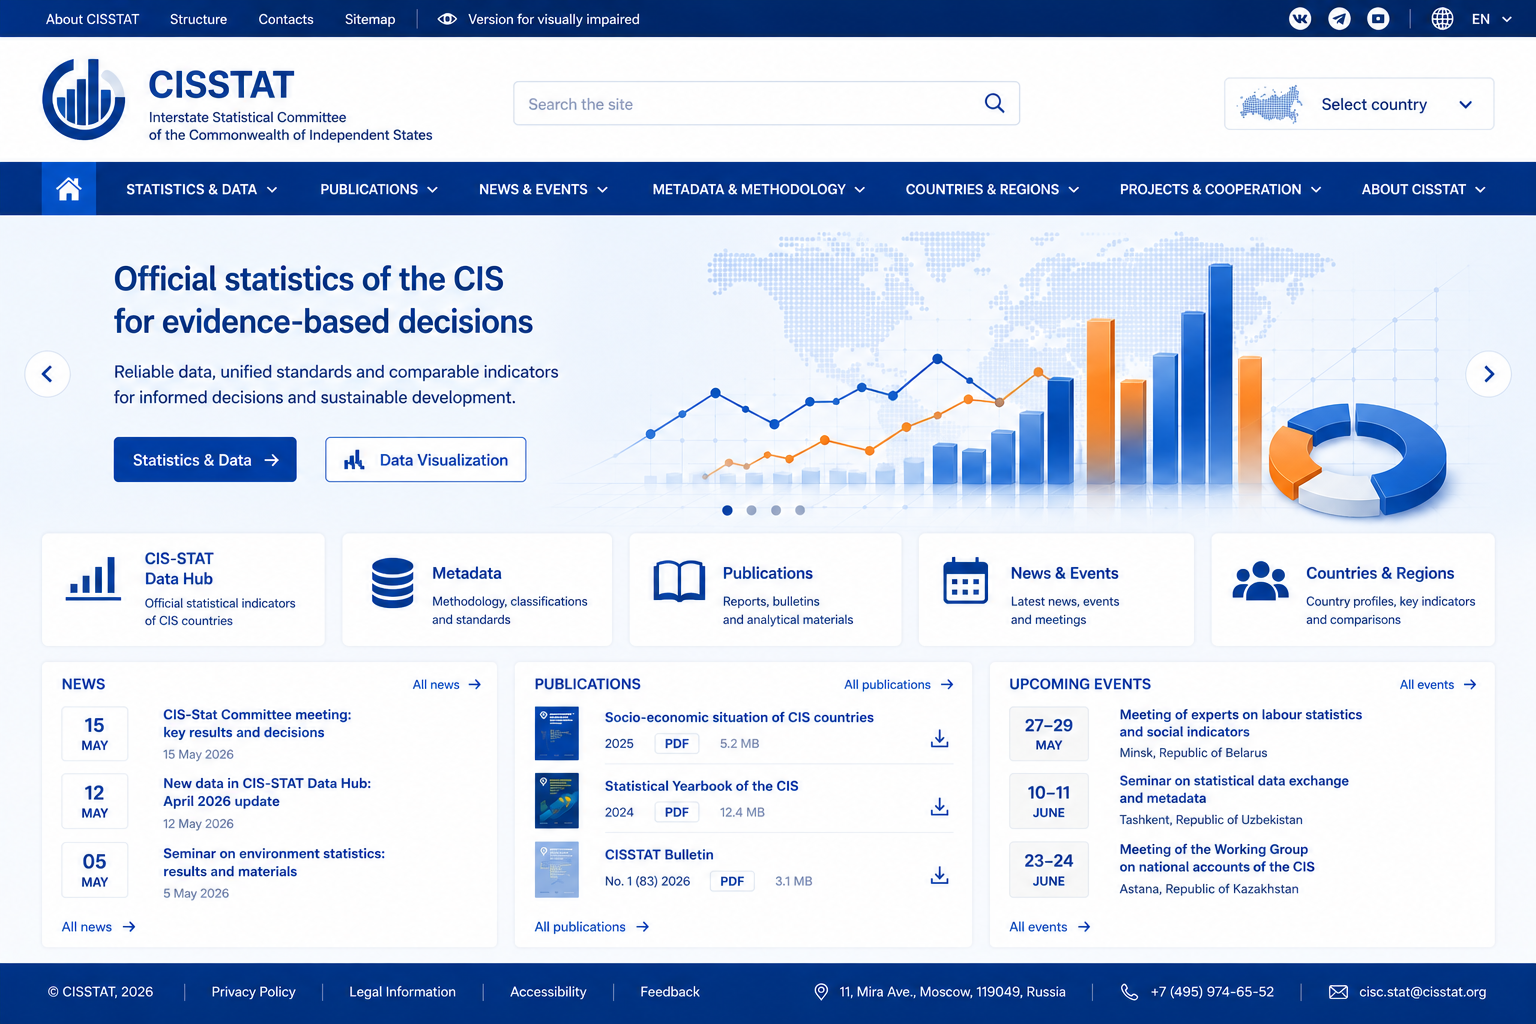 About CISSTAT
Structure
Contacts
Sitemap
Version for visually impaired
EN
CISSTAT
Interstate Statistical Committee
of the Commonwealth of Independent States
Search the site
Select country
STATISTICS & DATA
PUBLICATIONS
NEWS & EVENTS
METADATA & METHODOLOGY
COUNTRIES & REGIONS
PROJECTS & COOPERATION
ABOUT CISSTAT
Official statistics of the CIS
for evidence-based decisions
Reliable data, unified standards and comparable indicators
for informed decisions and sustainable development.
Statistics & Data
Data Visualization
CIS-STAT
Data Hub
Official statistical indicators
of CIS countries
Metadata
Methodology, classifications
and standards
Publications
Reports, bulletins
and analytical materials
News & Events
Latest news, events
and meetings
Countries & Regions
Country profiles, key indicators
and comparisons
NEWS
All news
15
MAY
CIS-Stat Committee meeting:
key results and decisions
15 May 2026
12
MAY
New data in CIS-STAT Data Hub:
April 2026 update
12 May 2026
05
MAY
Seminar on environment statistics:
results and materials
5 May 2026
All news
PUBLICATIONS
All publications
Socio-economic situation of CIS countries
2025
PDF
5.2 MB
Statistical Yearbook of the CIS
2024
PDF
12.4 MB
CISSTAT Bulletin
No. 1 (83) 2026
PDF
3.1 MB
All publications
UPCOMING EVENTS
All events
27–29
MAY
Meeting of experts on labour statistics
and social indicators
Minsk, Republic of Belarus
10–11
JUNE
Seminar on statistical data exchange
and metadata
Tashkent, Republic of Uzbekistan
23–24
JUNE
Meeting of the Working Group
on national accounts of the CIS
Astana, Republic of Kazakhstan
All events
© CISSTAT, 2026
Privacy Policy
Legal Information
Accessibility
Feedback
11, Mira Ave., Moscow, 119049, Russia
+7 (495) 974-65-52
cisc.stat@cisstat.org